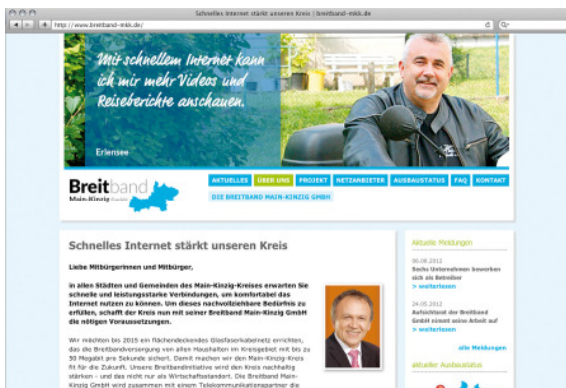 Schnelles Internet stärkt unseren Kreis | breitband-mkk.de
http://www.breitband-mkk.de/
Mit schnellem Internet kann
ich mir mehr Videos und
Reiseberichte anschauen.
Erlensee
Breitband
Main-Kinzig GmbH
AKTUELLES ÜBER UNS PROJEKT NETZANBIETER AUSBAUSTATUS FAQ KONTAKT
DIE BREITBAND MAIN-KINZIG GMBH
Schnelles Internet stärkt unseren Kreis
Liebe Mitbürgerinnen und Mitbürger,
in allen Städten und Gemeinden des Main-Kinzig-Kreises erwarten Sie
schnelle und leistungsstarke Verbindungen, um komfortabel das
Internet nutzen zu können. Um dieses nachvollziehbare Bedürfnis zu
erfüllen, schafft der Kreis nun mit seiner Breitband Main-Kinzig GmbH
die nötigen Voraussetzungen.
Wir möchten bis 2015 ein flächendeckendes Glasfaserkabelnetz errichten,
das die Breitbandversorgung von allen Haushalten im Kreisgebiet mit bis zu
50 Megabit pro Sekunde sichert. Damit machen wir den Main-Kinzig-Kreis
fit für die Zukunft. Unsere Breitbandinitiative wird den Kreis nachhaltig
stärken - und das nicht nur als Wirtschaftsstandort. Die Breitband Main-
Kinzig GmbH wird zusammen mit einem Telekommunikationspartner die
Aktuelle Meldungen
06.08.2012
Sechs Unternehmen bewerben
sich als Betreiber
> weiterlesen
24.05.2012
Aufsichtsrat der Breitband
GmbH nimmt seine Arbeit auf
> weiterlesen
alle Meldungen
aktueller Ausbaustatus